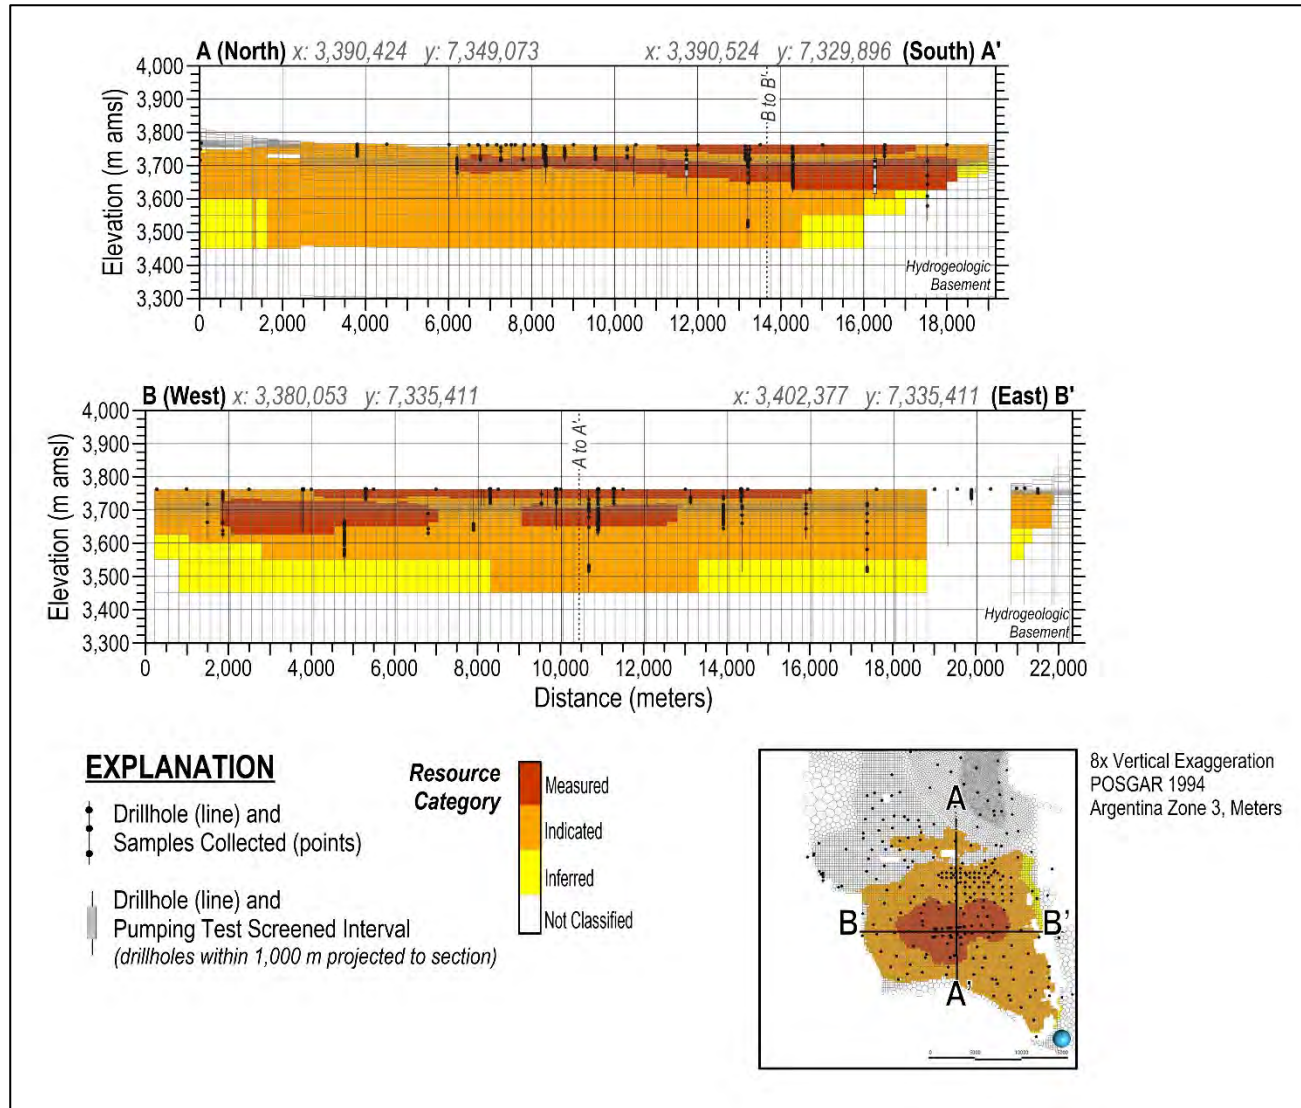 A (North) x: 3,390,424 y: 7,349,073 x: 3,390,524 y: 7,329,896 (South) A'
4,000
3,900
3,800
3,700
3,600
3,500
3,400
3,300
Elevation (m amsl)
B to B'
Hydrogeologic
Basement
0 2,000 4,000 6,000 8,000 10,000 12,000 14,000 16,000 18,000
B (West) x: 3,380,053 y: 7,335,411 x: 3,402,377 y: 7,335,411 (East) B'
4,000
3,900
3,800
3,700
3,600
3,500
3,400
3,300
Elevation (m amsl)
A to A'
Hydrogeologic
Basement
0 2,000 4,000 6,000 8,000 10,000 12,000 14,000 16,000 18,000 20,000 22,000
Distance (meters)
EXPLANATION
Drillhole (line) and
Samples Collected (points)
Drillhole (line) and
Pumping Test Screened Interval
(drillholes within 1,000 m projected to section)
Resource
Category
Measured
Indicated
Inferred
Not Classified
A
B B'
A'
0
8x Vertical Exaggeration
POSGAR 1994
Argentina Zone 3, Meters